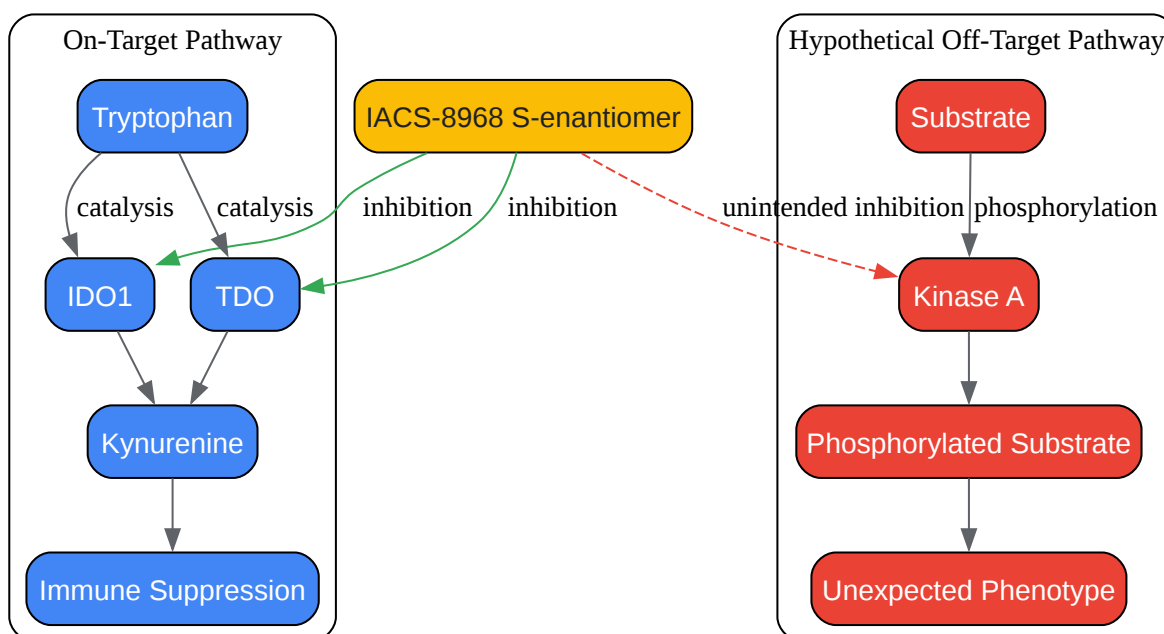 On-Target Pathway
Hypothetical Off-Target Pathway
Tryptophan
IACS-8968 S-enantiomer
Substrate
catalysis
catalysis
inhibition
inhibition
unintended inhibition
phosphorylation
IDO1
TDO
Kinase A
Kynurenine
Phosphorylated Substrate
Immune Suppression
Unexpected Phenotype